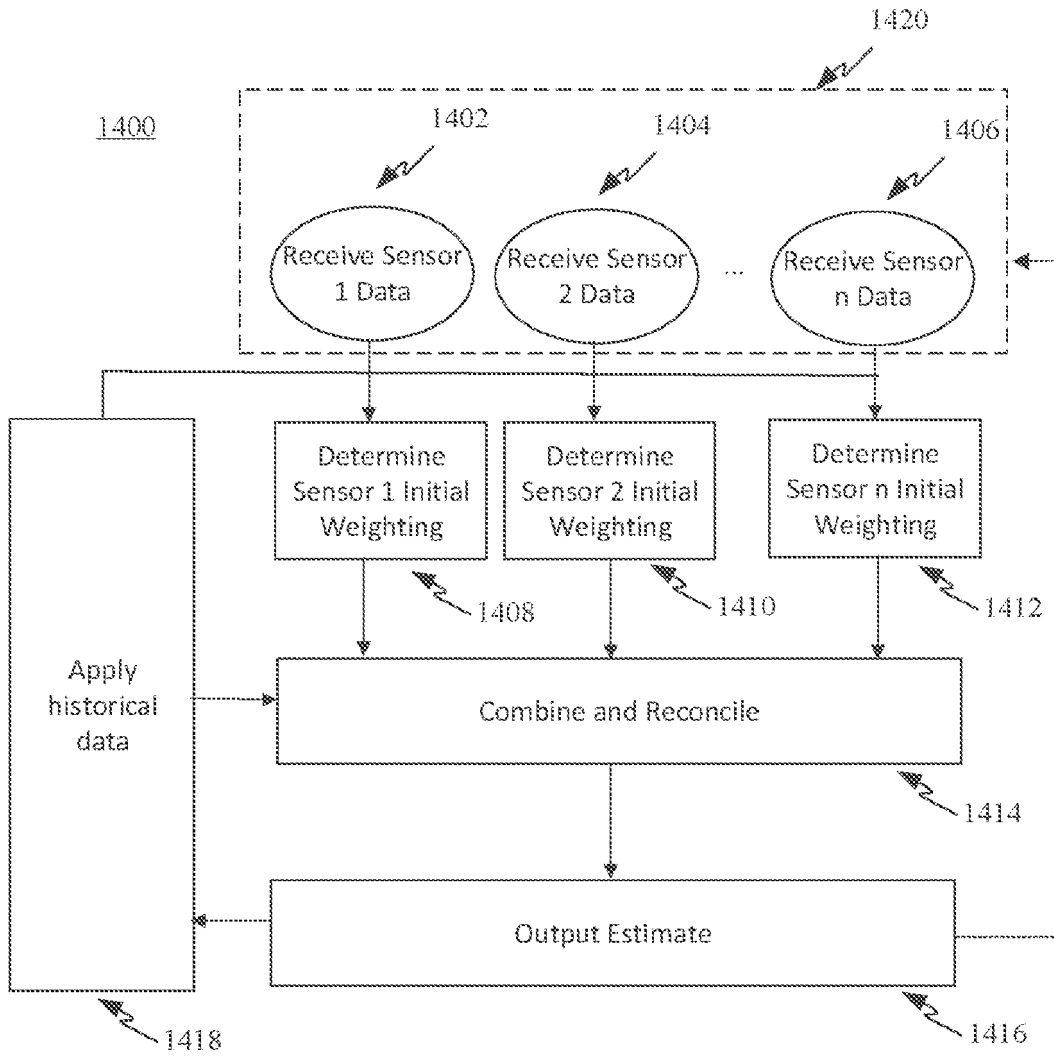 1420
1400
1402
1404
1406
Receive Sensor
1 Data
Receive Sensor
2 Data
...
Receive Sensor
n Data
Determine
Sensor 1 Initial
Weighting
Determine
Sensor 2 Initial
Weighting
Determine
Sensor n Initial
Weighting
1408
1410
1412
Apply
historical
data
Combine and Reconcile
1414
Output Estimate
1418
1416